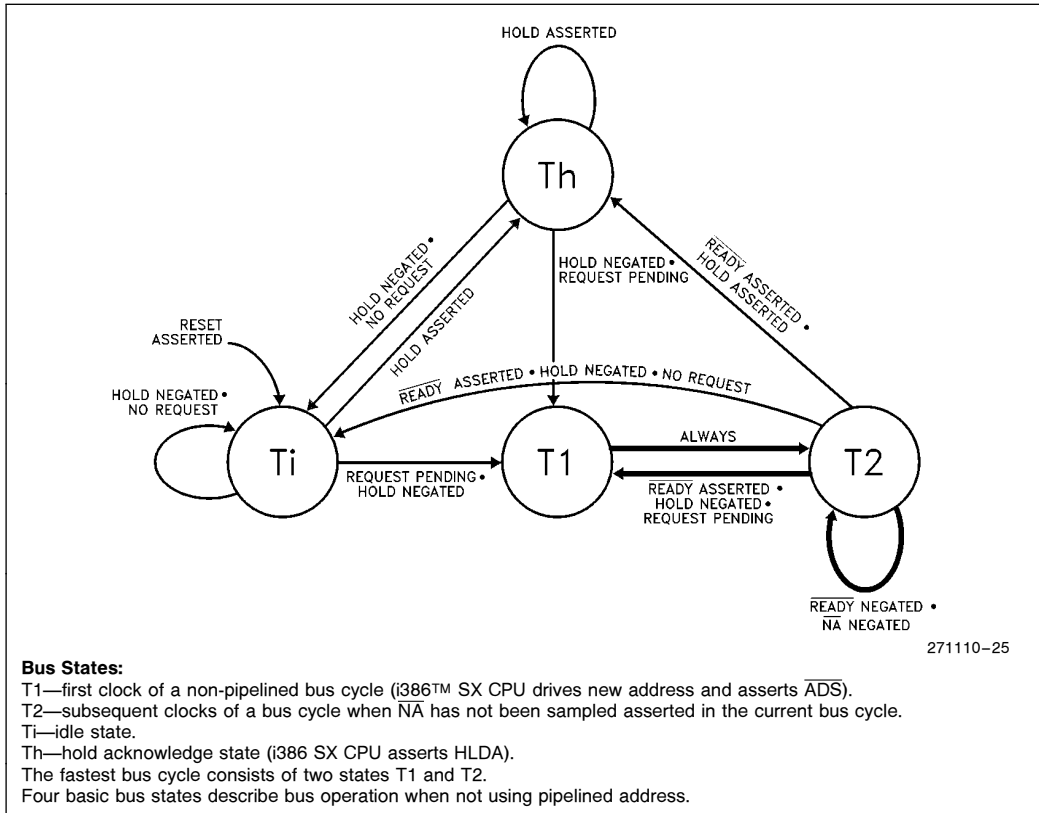 HOLD ASSERTED
Th
HOLD NEGATED •
NO REQUEST
HOLD ASSERTED
HOLD NEGATED •
REQUEST PENDING
READY ASSERTED •
HOLD ASSERTED
RESET
ASSERTED
HOLD NEGATED •
NO REQUEST
READY ASSERTED • HOLD NEGATED • NO REQUEST
Ti
REQUEST PENDING •
HOLD NEGATED
T1
ALWAYS
READY ASSERTED •
HOLD NEGATED •
REQUEST PENDING
T2
READY NEGATED •
NA NEGATED
271110–25
Bus States:
T1—first clock of a non-pipelined bus cycle (i386™ SX CPU drives new address and asserts ADS).
T2—subsequent clocks of a bus cycle when NA has not been sampled asserted in the current bus cycle.
Ti—idle state.
Th—hold acknowledge state (i386 SX CPU asserts HLDA).
The fastest bus cycle consists of two states T1 and T2.
Four basic bus states describe bus operation when not using pipelined address.